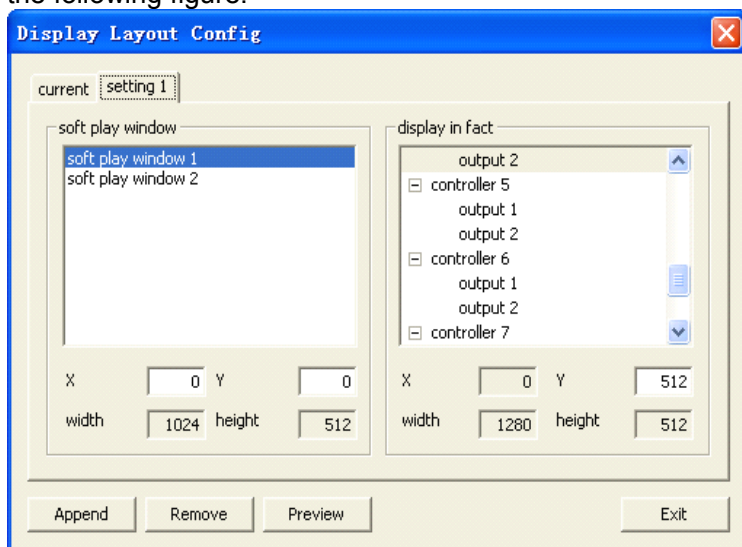 the following figure.
Display Layout Config
current setting 1
soft play window
soft play window 1
soft play window 2
X 0 Y 0
width 1024 height 512
display in fact
output 2
controller 5
output 1
output 2
controller 6
output 1
output 2
controller 7
X 0 Y 512
width 1280 height 512
Append Remove Preview Exit